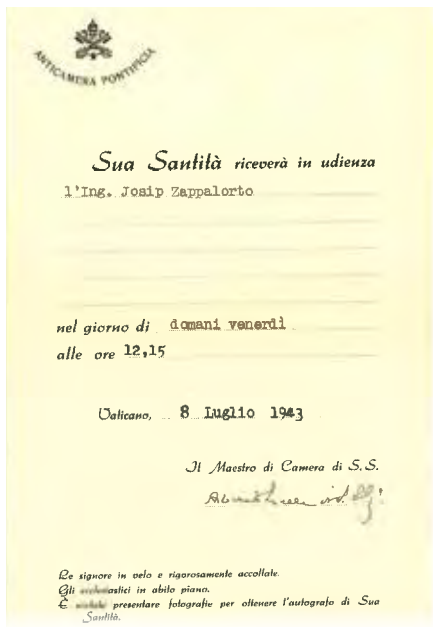 ANTICAMERA PONTIFICIA
Sua Santità riceverà in udienza
l'Ing. Josip Zappalorto
nel giorno di domani venerdì
alle ore 12,15
Vaticano, 8 Luglio 1943
Il Maestro di Camera di S. S.
Le signore in velo e rigorosamente accollate.
Gli in abito piano.
È presentare fotografie per ottenere l'autografo di Sua
Santità.